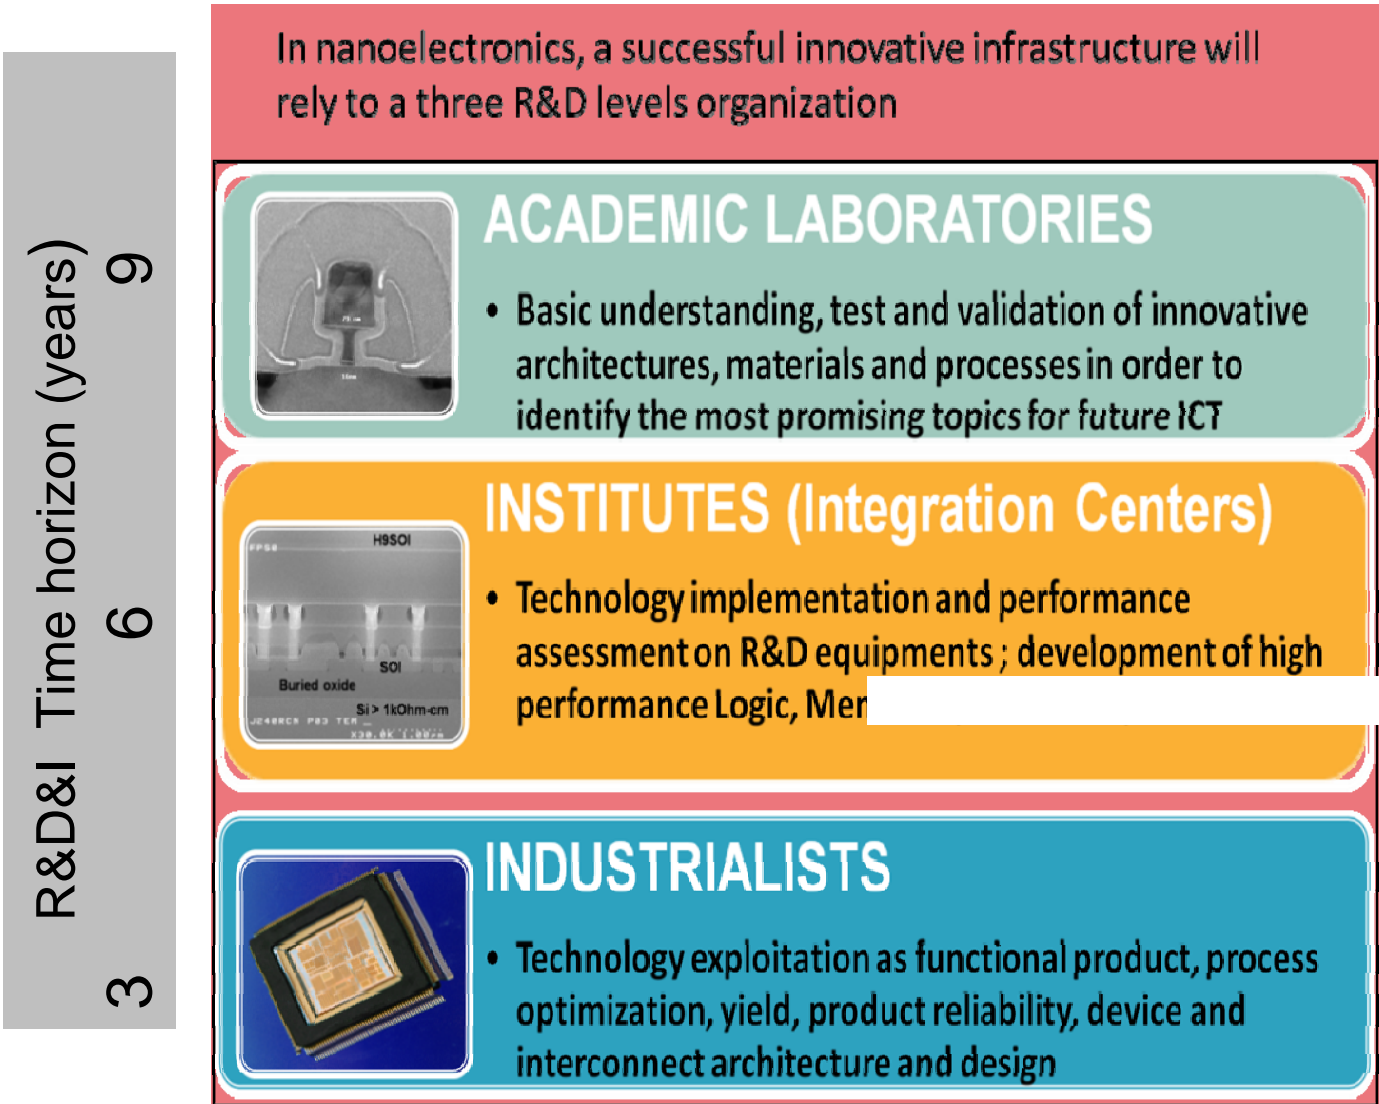 In nanoelectronics, a successful innovative infrastructure will
rely to a three R&D levels organization
R&D&I Time horizon (years)
9
6
3
ACADEMIC LABORATORIES
• Basic understanding, test and validation of innovative
architectures, materials and processes in order to
identify the most promising topics for future ICT
INSTITUTES (Integration Centers)
• Technology implementation and performance
assessment on R&D equipments ; development of high
performance Logic,
H9SOI
FPS0
SOI
Buried oxide
Si > 1kOhm-cm
INDUSTRIALISTS
• Technology exploitation as functional product, process
optimization, yield, product reliability, device and
interconnect architecture and design